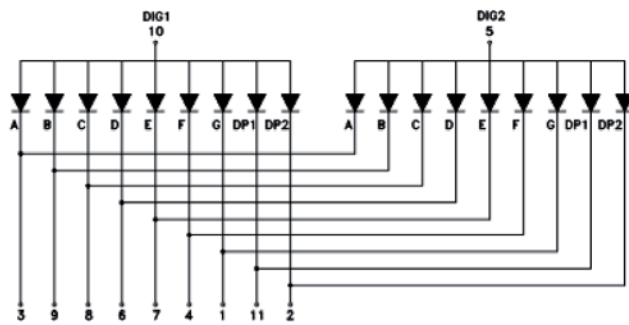 DIG1 DIG2
10 5
A B C D E F G DP1 DP2 A B C D E F G DP1 DP2
3 9 8 6 7 4 1 11 2